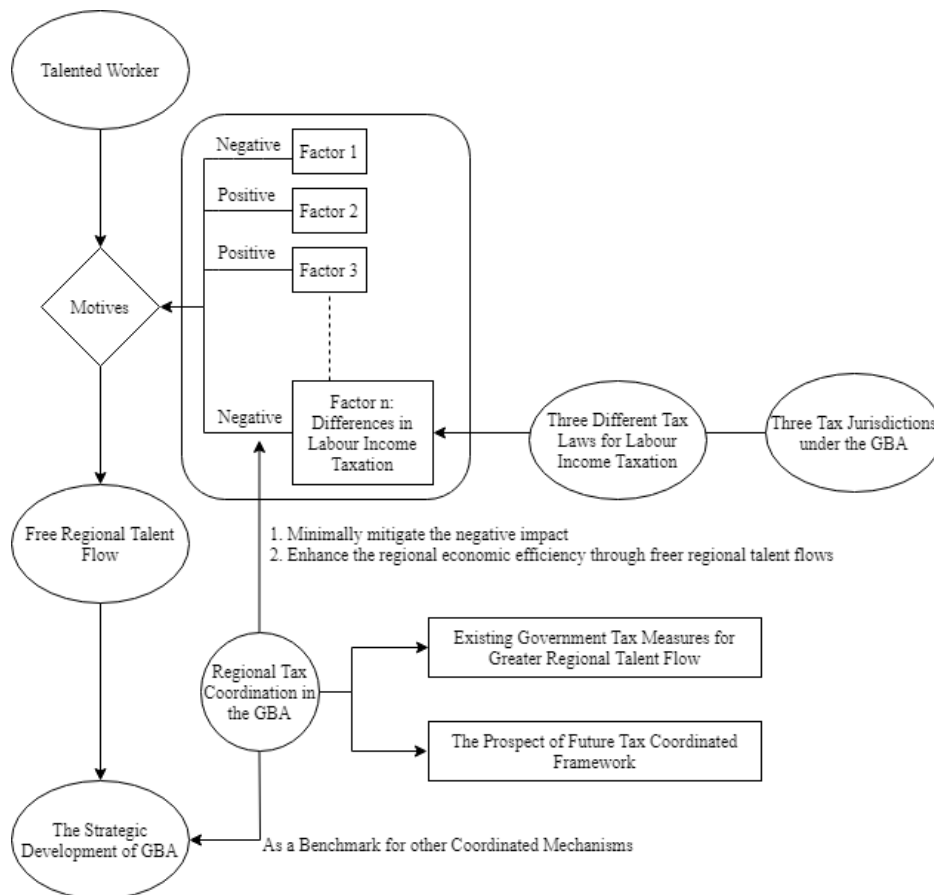 Talented Worker
Negative
Factor 1
Positive
Factor 2
Positive
Factor 3
Motives
Negative
Factor n:
Differences in
Labour Income
Taxation
Three Different Tax
Laws for Labour
Income Taxation
Three Tax Jurisdictions
under the GBA
Free Regional Talent
Flow
1. Minimally mitigate the negative impact
2. Enhance the regional economic efficiency through freer regional talent flows
Regional Tax
Coordination in
the GBA
Existing Government Tax Measures for
Greater Regional Talent Flow
The Prospect of Future Tax Coordinated
Framework
The Strategic
Development of GBA
As a Benchmark for other Coordinated Mechanisms